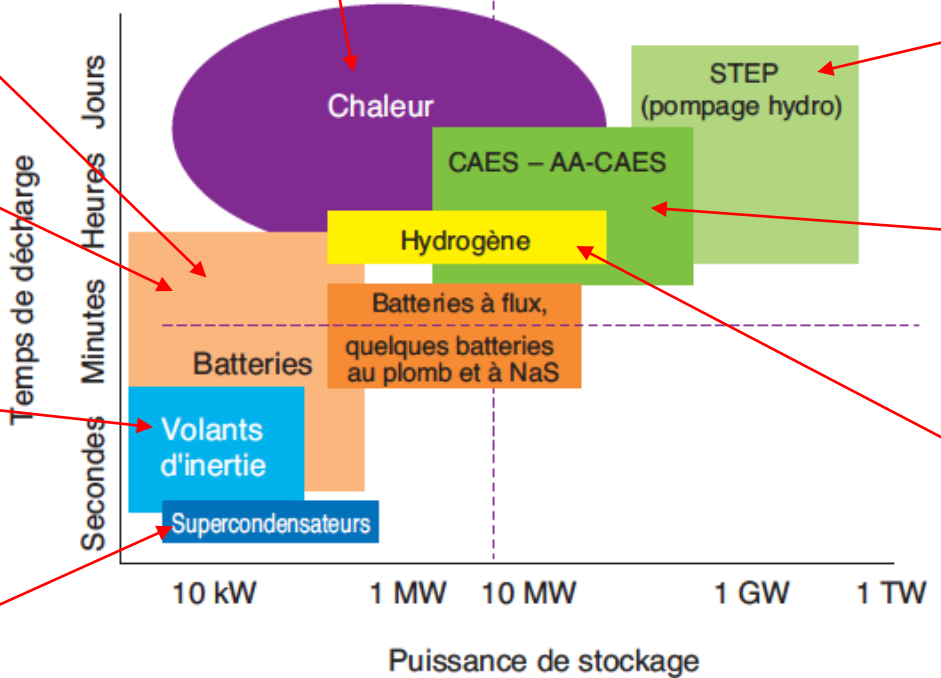 Temps de décharge
Jours
Heures
Minutes
Secondes
Chaleur
STEP
(pompage hydro)
CAES – AA-CAES
Hydrogène
Batteries à flux,
quelques batteries
au plomb et à NaS
Batteries
Volants
d'inertie
Supercondensateurs
10 kW
1 MW
10 MW
1 GW
1 TW
Puissance de stockage